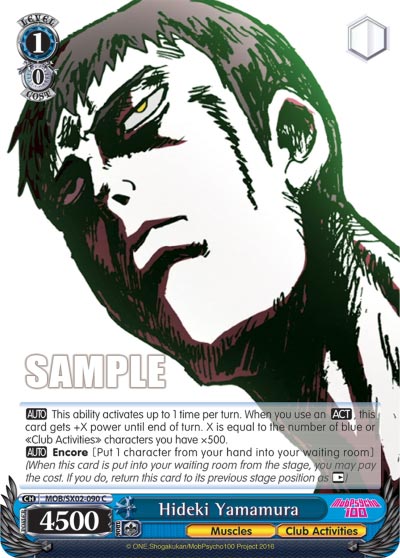 LEVEL
1
0
COST
SAMPLE
AUTO This ability activates up to 1 time per turn. When you use an ACT, this
card gets +X power until end of turn. X is equal to the number of blue or
«Club Activities» characters you have ×500.
AUTO Encore [Put 1 character from your hand into your waiting room]
(When this card is put into your waiting room from the stage, you may pay
the cost. If you do, return this card to its previous stage position as
CH MOB/SX02-090 C
POWER 4500 SOUL
Hideki Yamamura
MobPsycho
100
Muscles Club Activities
© ONE,Shogakukan/MobPsycho100 Project 2016